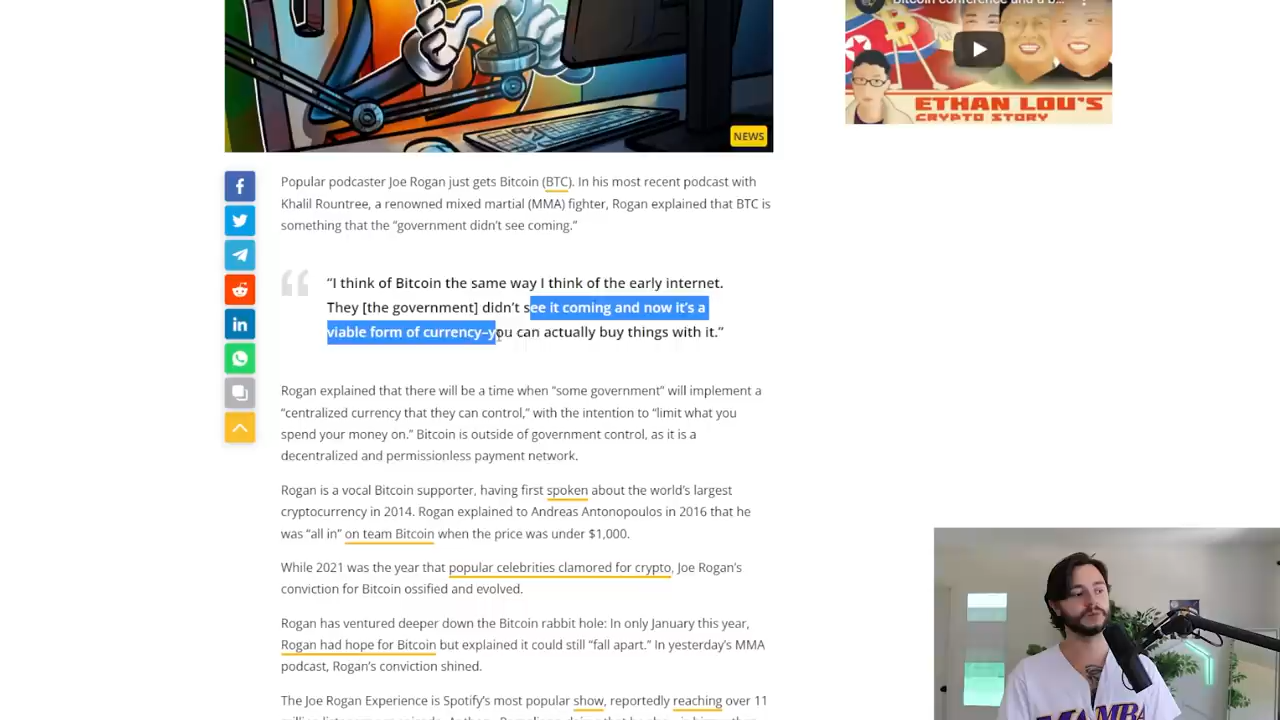 Bitcoin conference and a b...
ETHAN LOU'S
CRYPTO STORY
NEWS
Popular podcaster Joe Rogan just gets Bitcoin (BTC). In his most recent podcast with
Khalil Rountree, a renowned mixed martial (MMA) fighter, Rogan explained that BTC is
something that the “government didn’t see coming.”
“I think of Bitcoin the same way I think of the early internet.
They [the government] didn’t see it coming and now it’s a
viable form of currency–you can actually buy things with it.”
Rogan explained that there will be a time when “some government” will implement a
“centralized currency that they can control,” with the intention to “limit what you
spend your money on.” Bitcoin is outside of government control, as it is a
decentralized and permissionless payment network.
Rogan is a vocal Bitcoin supporter, having first spoken about the world’s largest
cryptocurrency in 2014. Rogan explained to Andreas Antonopoulos in 2016 that he
was “all in” on team Bitcoin when the price was under $1,000.
While 2021 was the year that popular celebrities clamored for crypto, Joe Rogan’s
conviction for Bitcoin ossified and evolved.
Rogan has ventured deeper down the Bitcoin rabbit hole: In only January this year,
Rogan had hope for Bitcoin but explained it could still “fall apart.” In yesterday’s MMA
podcast, Rogan’s conviction shined.
The Joe Rogan Experience is Spotify’s most popular show, reportedly reaching over 11
MAMBA